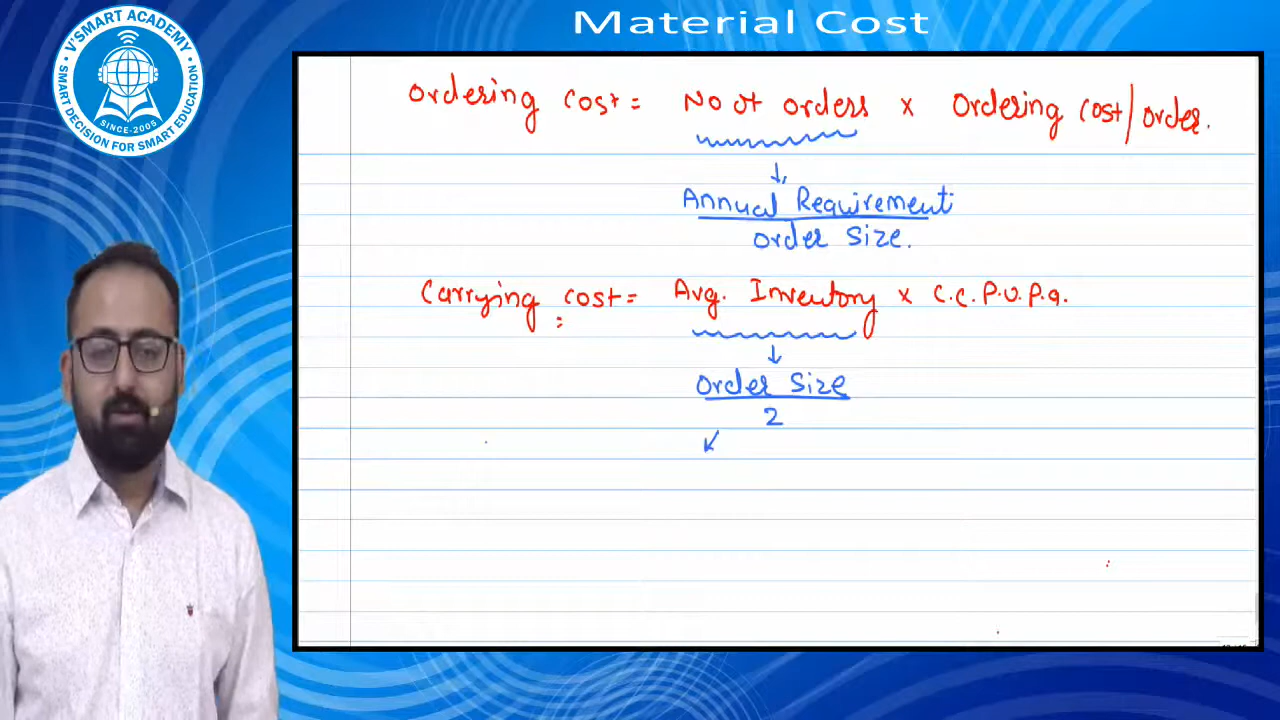 Material Cost
V'SMART ACADEMY
SINCE-2005
SMART DECISION FOR SMART EDUCATION
Ordering Cost = No of orders x Ordering Cost/order.
↓
Annual Requirement
Order Size.
Carrying Cost = Avg. Inventory x C.C.P.U.P.a.
↓
Order Size
2
↙